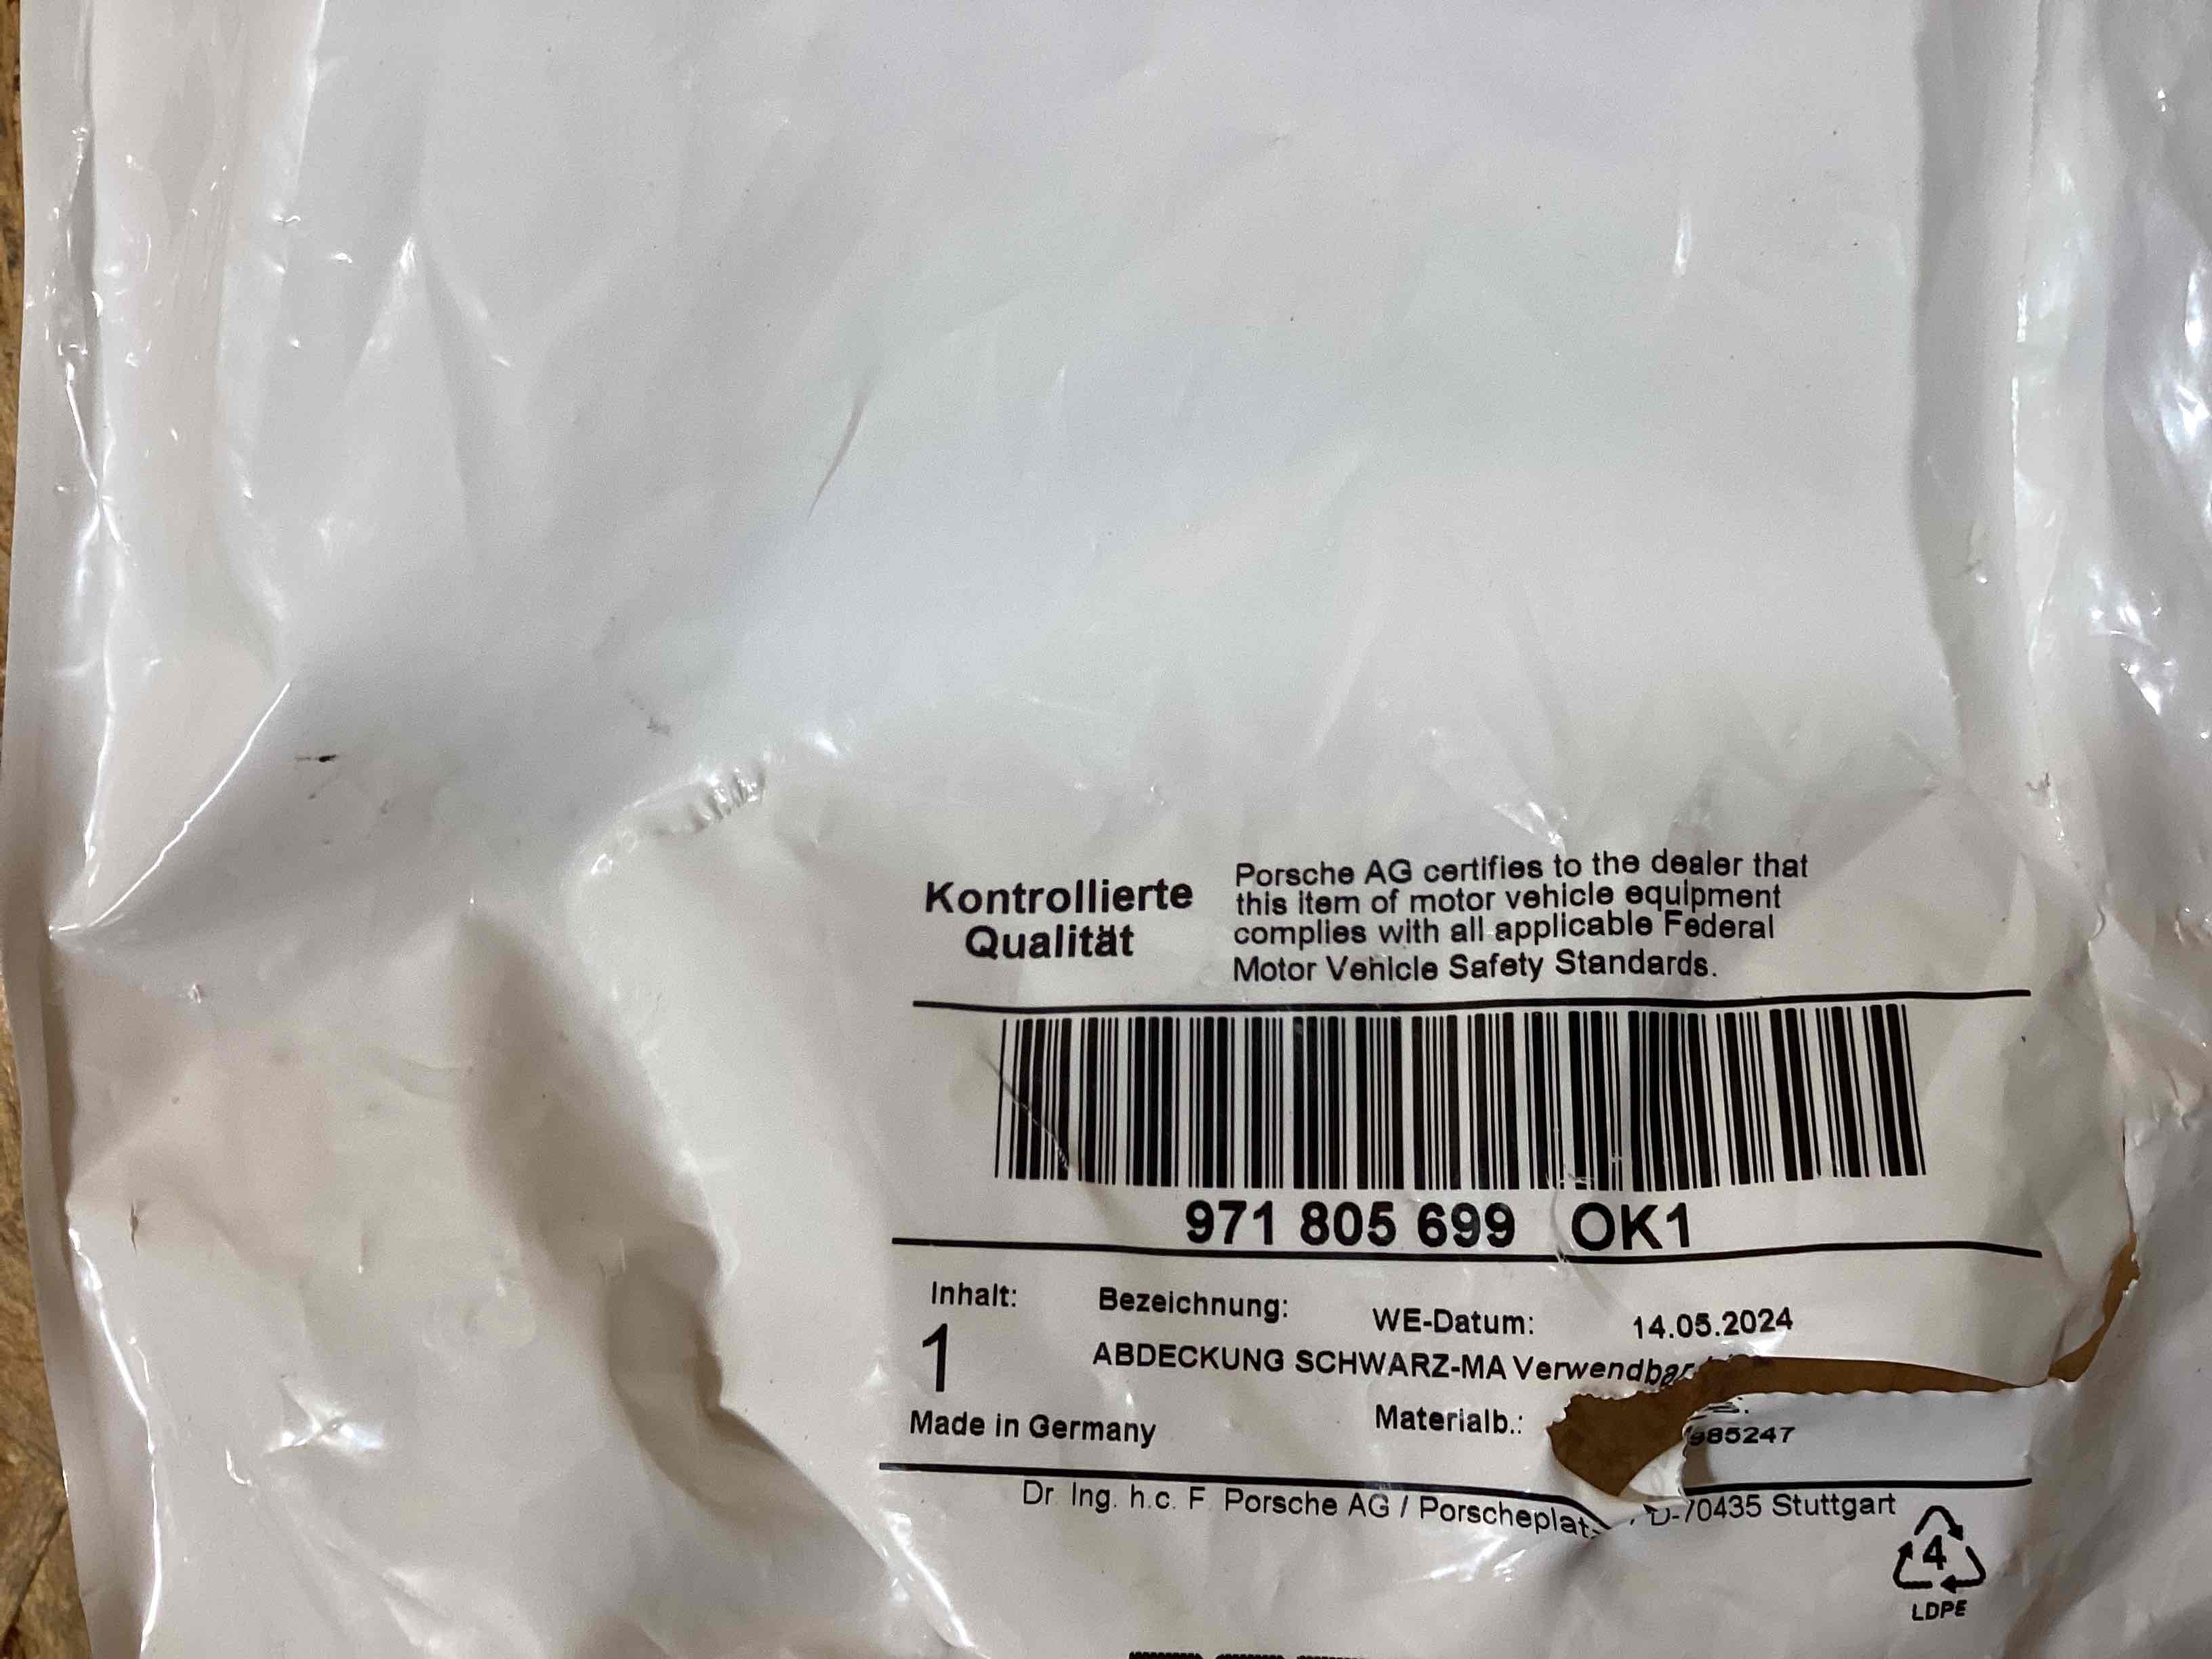 Kontrollierte
Qualität
Porsche AG certifies to the dealer that
this item of motor vehicle equipment
complies with all applicable Federal
Motor Vehicle Safety Standards.
971 805 699 OK1
Inhalt:
1
Bezeichnung:
WE-Datum: 14.05.2024
ABDECKUNG SCHWARZ-MA Verwendbar
Made in Germany
Materialb.:
85247
Dr. Ing. h.c. F. Porsche AG / Porscheplat D-70435 Stuttgart
4
LDPE